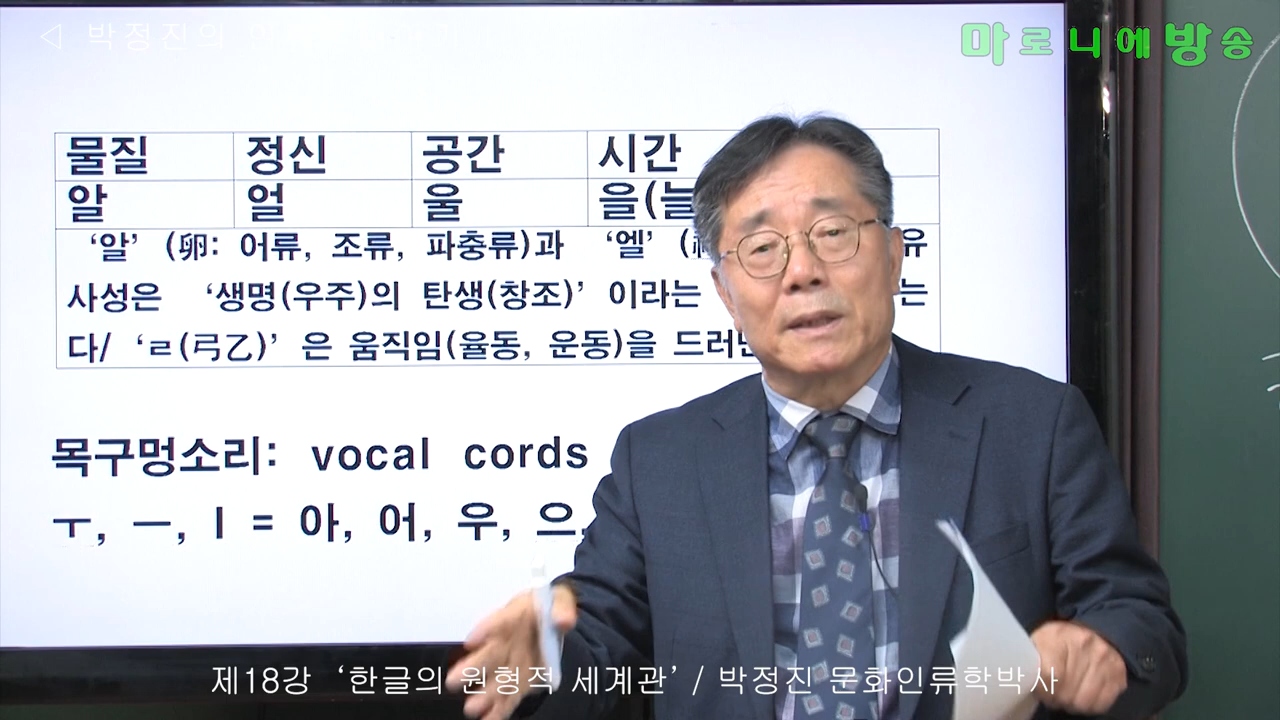 ◁ 박정진의
마로니에방송
물질 정신 공간 시간
알 얼 울 을(늘
‘알’ (卵: 어류, 조류, 파충류)과 ‘엘’ ( 유
사성은 ‘생명(우주)의 탄생(창조)’ 이라는 는
다/ ‘ㄹ(弓乙)’ 은 움직임(율동, 운동)을
목구멍소리: vocal cords
ㅜ, ㅡ, ㅣ = 아, 어, 우, 으,
제18강 ‘한글의 원형적 세계관’ / 박정진 문화인류학박사